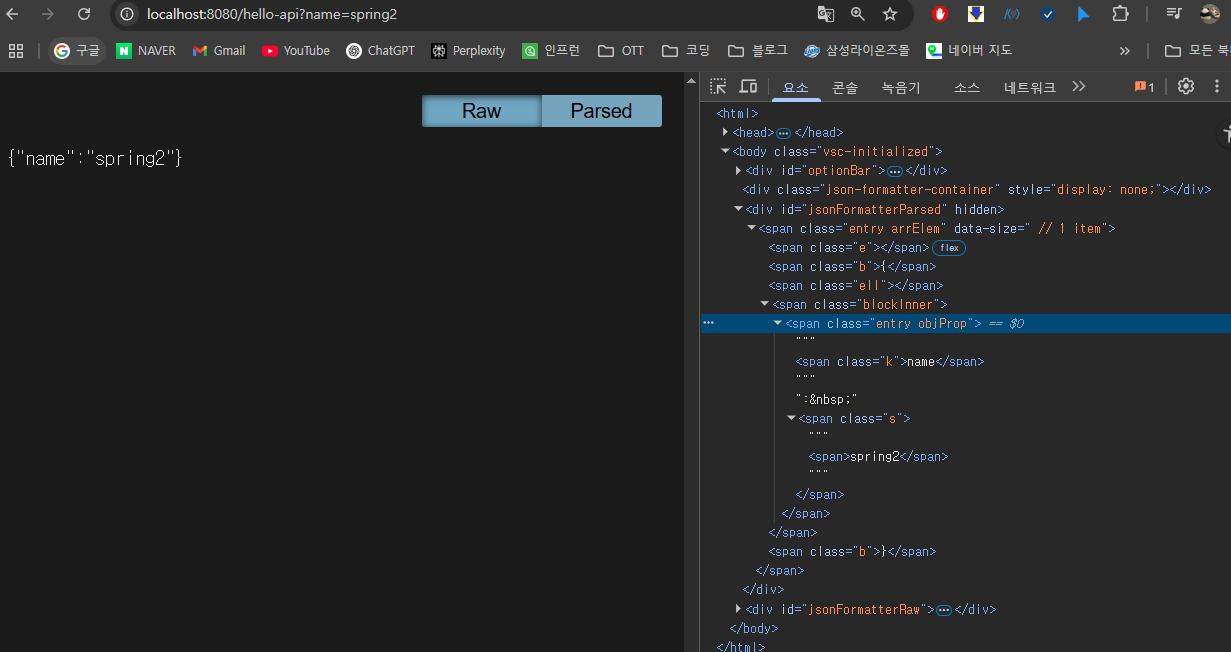 localhost:8080/hello-api?name=spring2
구글 NAVER Gmail YouTube ChatGPT Perplexity 인프런 OTT 코딩 블로그 삼성라이온즈몰 네이버 지도 » 모든 북
Raw Parsed
{"name":"spring2"}
요소 콘솔 녹음기 소스 네트워크 1
<html>
<head>…</head>
<body class="vsc-initialized">
<div id="optionBar">…</div>
<div class="json-formatter-container" style="display: none;"></div>
<div id="jsonFormatterParsed" hidden>
<span class="entry arrElem" data-size=" // 1 item">
<span class="e"></span> flex
<span class="b">{</span>
<span class="ell"></span>
<span class="blockInner">
… <span class="entry objProp"> == $0
"""
<span class="k">name</span>
"""
":&nbsp;"
<span class="s">
"""
<span>spring2</span>
"""
</span>
</span>
</span>
<span class="b">}</span>
</span>
</div>
<div id="jsonFormatterRaw">…</div>
</body>
</html>